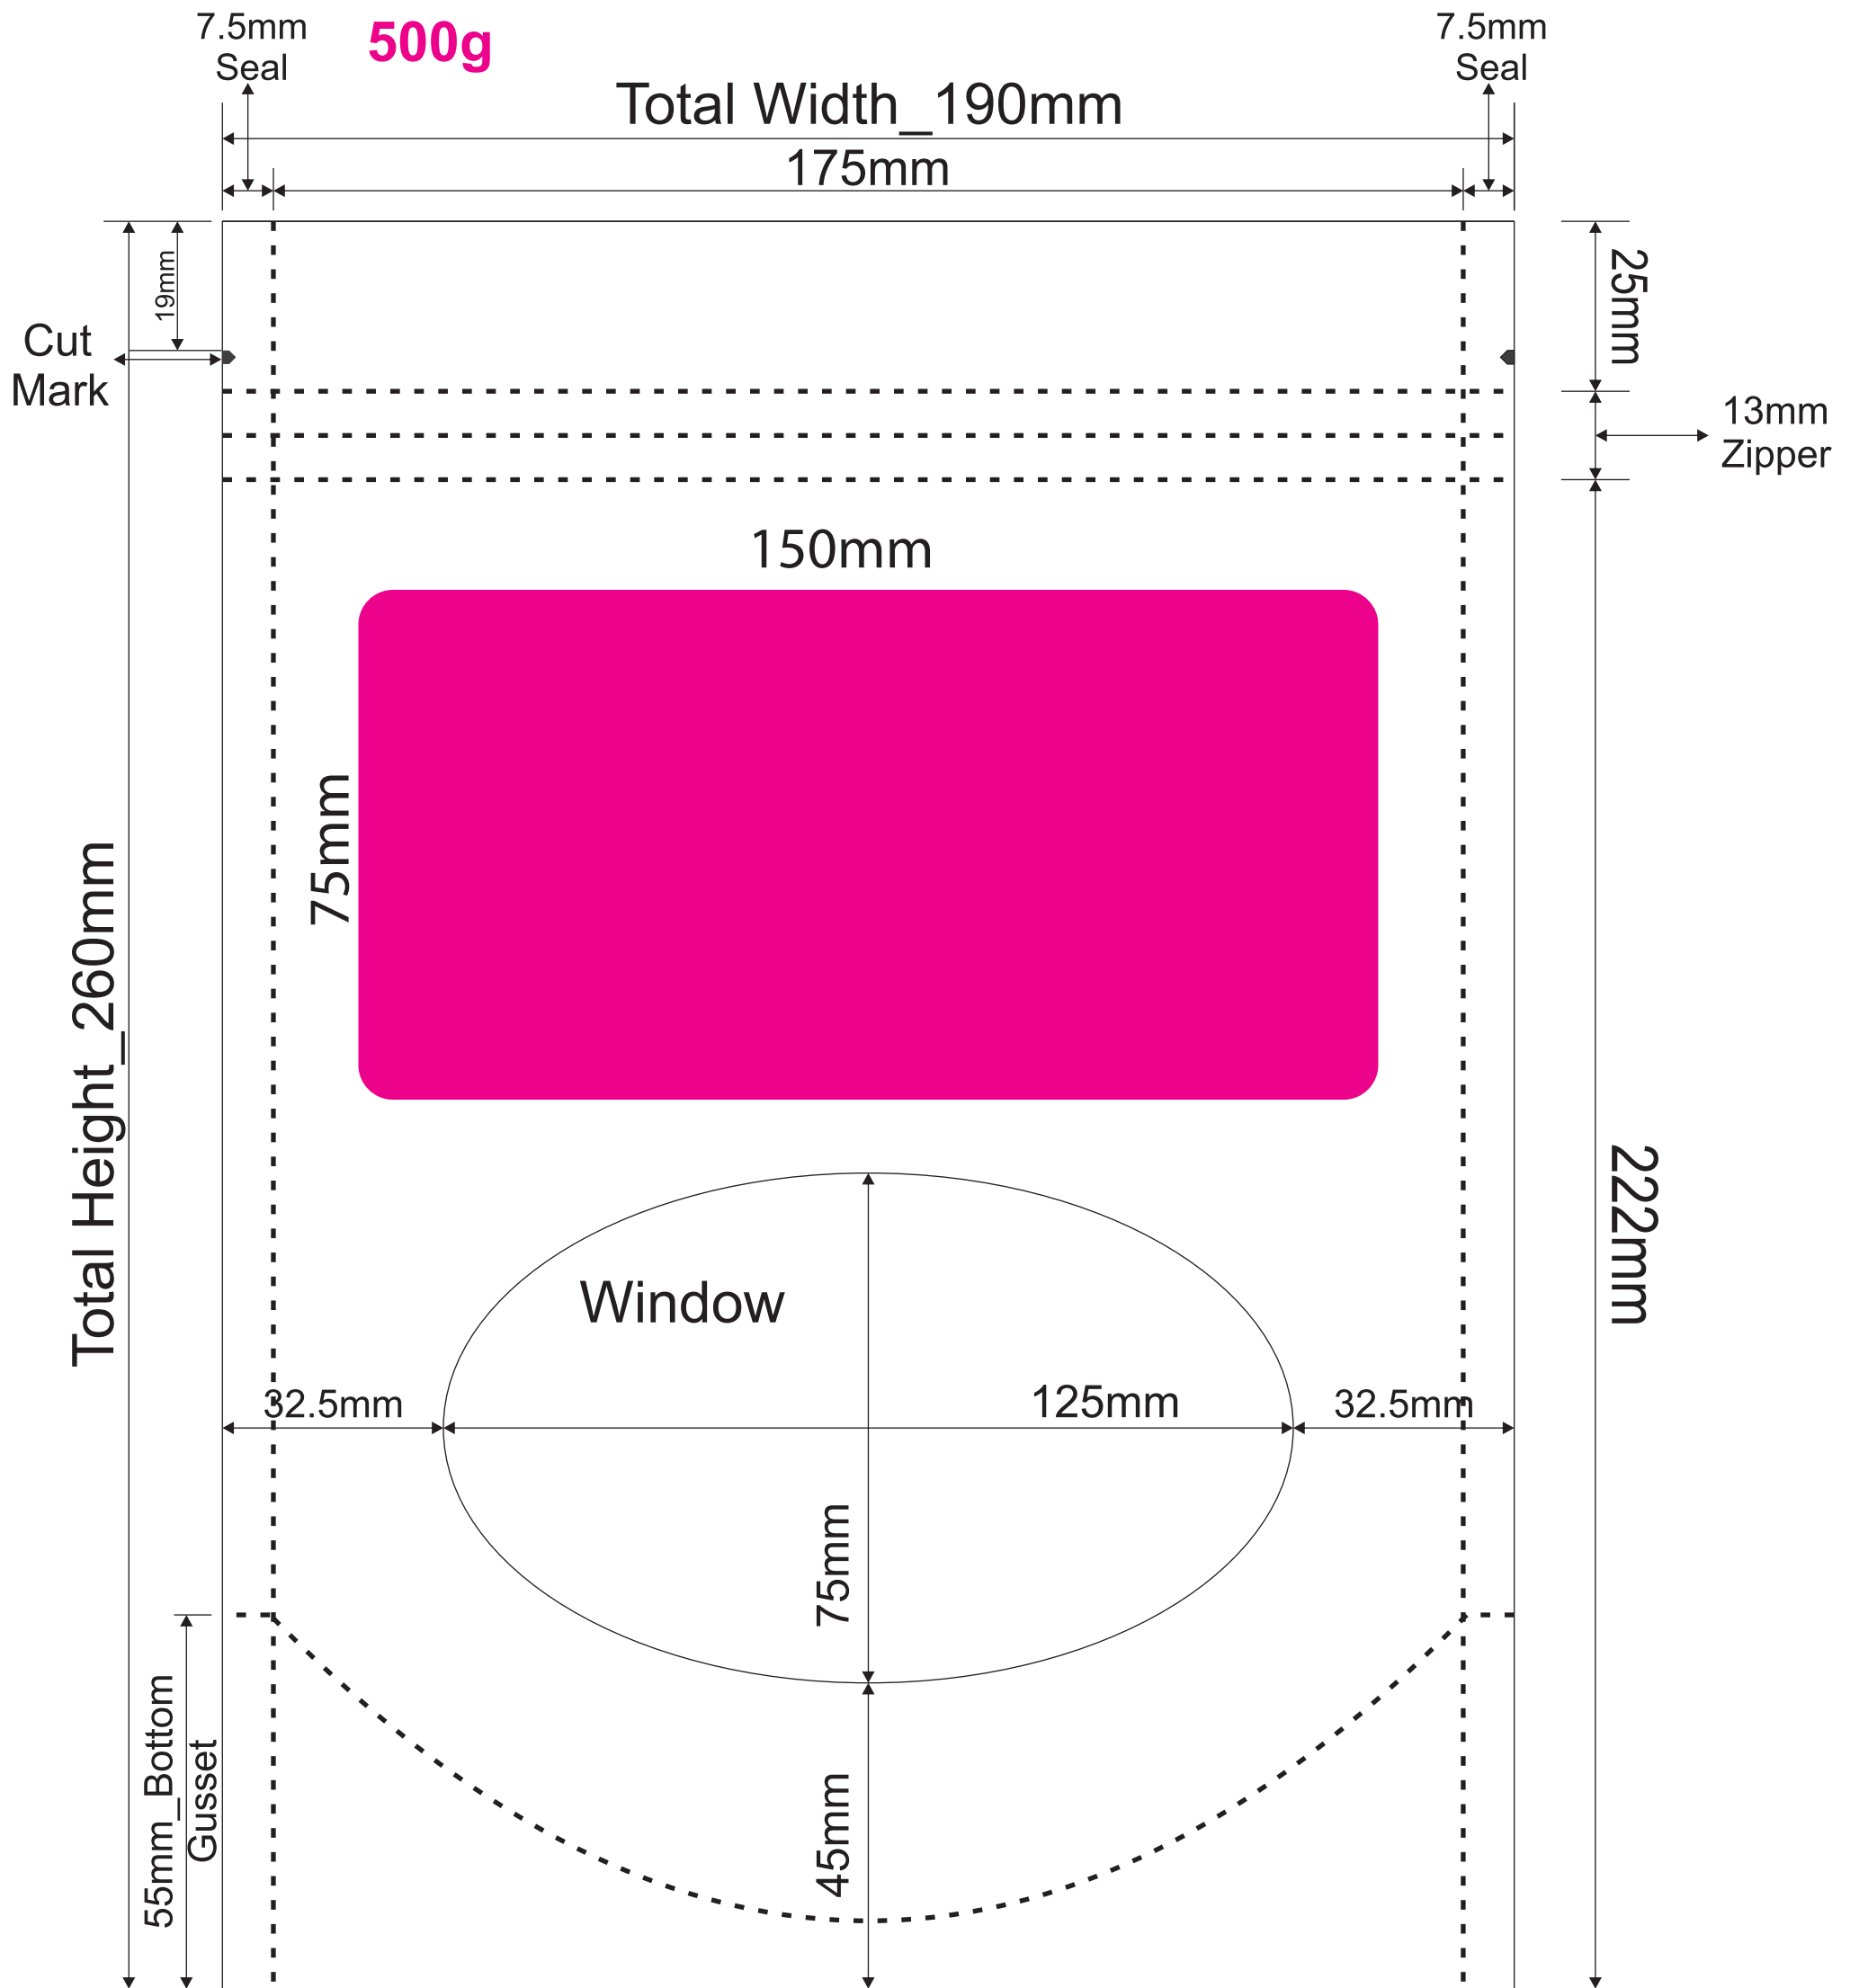 7.5mm
Seal
500g
7.5mm
Seal
Total Width_190mm
175mm
19mm
25mm
Cut
Mark
13mm
Zipper
150mm
75mm
Total Height_260mm
222mm
Window
32.5mm
125mm
32.5mm
75mm
55mm_Bottom
Gusset
45mm